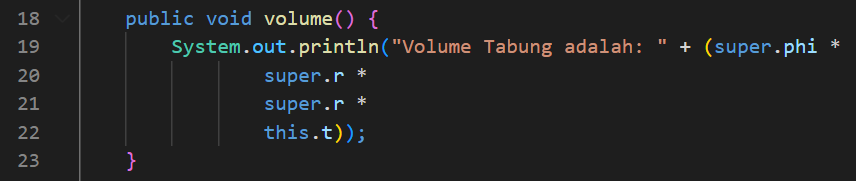 18 public void volume() {
19 System.out.println("Volume Tabung adalah: " + (super.phi *
20 super.r *
21 super.r *
22 this.t));
23 }